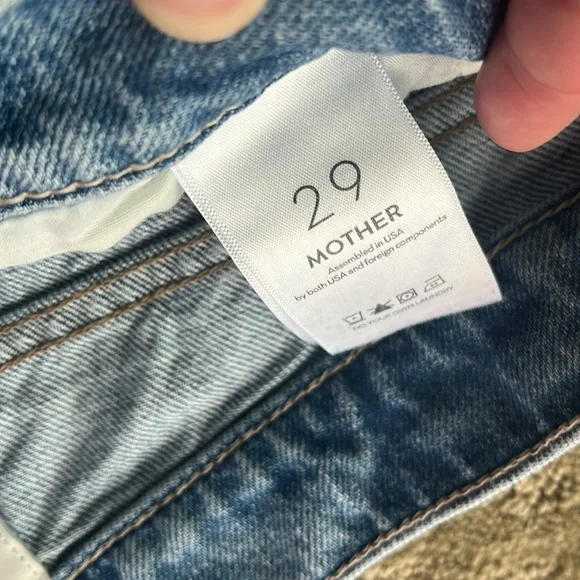 29
MOTHER
Assembled in USA
by both USA and foreign components
DO YOUR OWN LAUNDRY